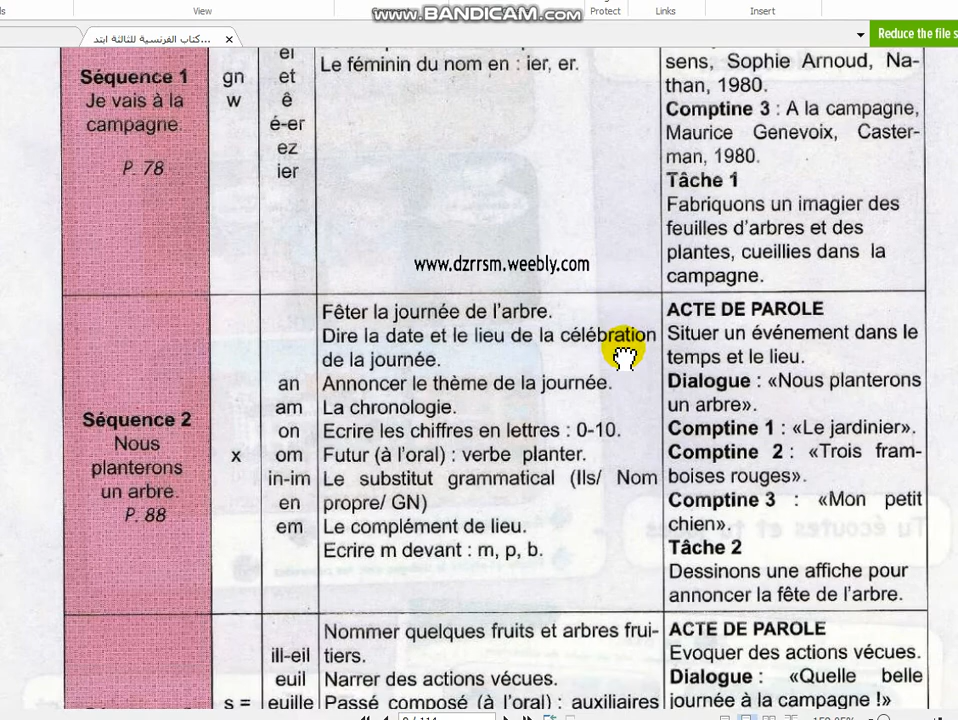 View
Comment
Protect
Links
Insert
www.BANDICAM.com
كتاب الفرنسية للثالثة ابتد...
Reduce the file s
Séquence 1
Je vais à la
campagne.
P. 78
gn
w
ei
et
ê
é-er
ez
ier
Le féminin du nom en : ier, er.
www.dzrrsm.weebly.com
sens, Sophie Arnoud, Na-
than, 1980.
Comptine 3 : A la campagne,
Maurice Genevoix, Caster-
man, 1980.
Tâche 1
Fabriquons un imagier des
feuilles d’arbres et des
plantes, cueillies dans la
campagne.
Séquence 2
Nous
planterons
un arbre.
P. 88
x
an
am
on
om
in-im
en
em
Fêter la journée de l’arbre.
Dire la date et le lieu de la célébration
de la journée.
Annoncer le thème de la journée.
La chronologie.
Ecrire les chiffres en lettres : 0-10.
Futur (à l’oral) : verbe planter.
Le substitut grammatical (Ils/ Nom
propre/ GN)
Le complément de lieu.
Ecrire m devant : m, p, b.
ACTE DE PAROLE
Situer un événement dans le
temps et le lieu.
Dialogue : «Nous planterons
un arbre».
Comptine 1 : «Le jardinier».
Comptine 2 : «Trois fram-
boises rouges».
Comptine 3 : «Mon petit
chien».
Tâche 2
Dessinons une affiche pour
annoncer la fête de l’arbre.
s =
ill-eil
euil
euille
Nommer quelques fruits et arbres frui-
tiers.
Narrer des actions vécues.
Passé composé (à l’oral) : auxiliaires
ACTE DE PAROLE
Evoquer des actions vécues.
Dialogue : «Quelle belle
journée à la campagne !»